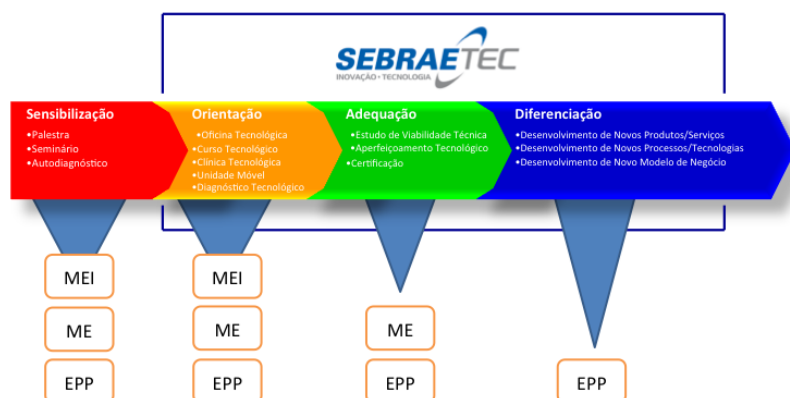 SEBRAETEC
INOVAÇÃO • TECNOLOGIA
Sensibilização
•Palestra
•Seminário
•Autodiagnóstico
Orientação
•Oficina Tecnológica
•Curso Tecnológico
•Clínica Tecnológica
•Unidade Móvel
•Diagnóstico Tecnológico
Adequação
•Estudo de Viabilidade Técnica
•Aperfeiçoamento Tecnológico
•Certificação
Diferenciação
•Desenvolvimento de Novos Produtos/Serviços
•Desenvolvimento de Novos Processos/Tecnologias
•Desenvolvimento de Novo Modelo de Negócio
MEI
MEI
ME
ME
ME
EPP
EPP
EPP
EPP